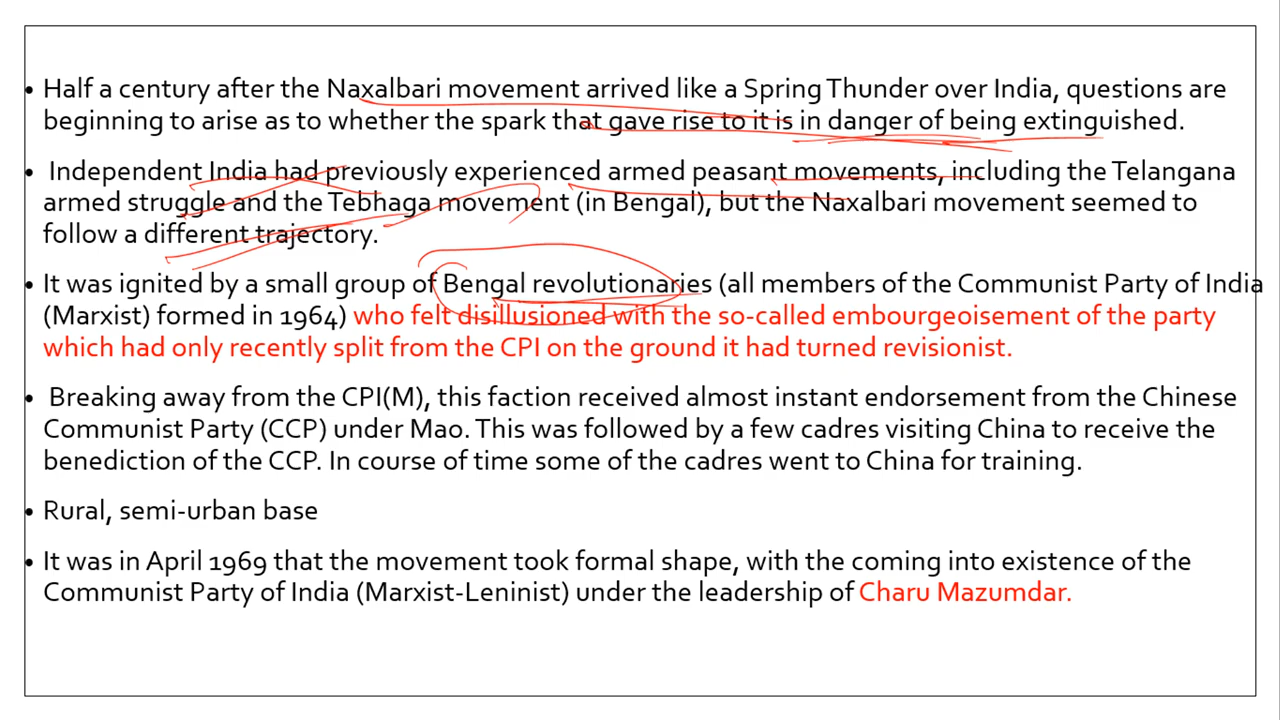 • Half a century after the Naxalbari movement arrived like a Spring Thunder over India, questions are
beginning to arise as to whether the spark that gave rise to it is in danger of being extinguished.
• Independent India had previously experienced armed peasant movements, including the Telangana
armed struggle and the Tebhaga movement (in Bengal), but the Naxalbari movement seemed to
follow a different trajectory.
• It was ignited by a small group of Bengal revolutionaries (all members of the Communist Party of India
(Marxist) formed in 1964) who felt disillusioned with the so-called embourgeoisement of the party
which had only recently split from the CPI on the ground it had turned revisionist.
• Breaking away from the CPI(M), this faction received almost instant endorsement from the Chinese
Communist Party (CCP) under Mao. This was followed by a few cadres visiting China to receive the
benediction of the CCP. In course of time some of the cadres went to China for training.
• Rural, semi-urban base
• It was in April 1969 that the movement took formal shape, with the coming into existence of the
Communist Party of India (Marxist-Leninist) under the leadership of Charu Mazumdar.